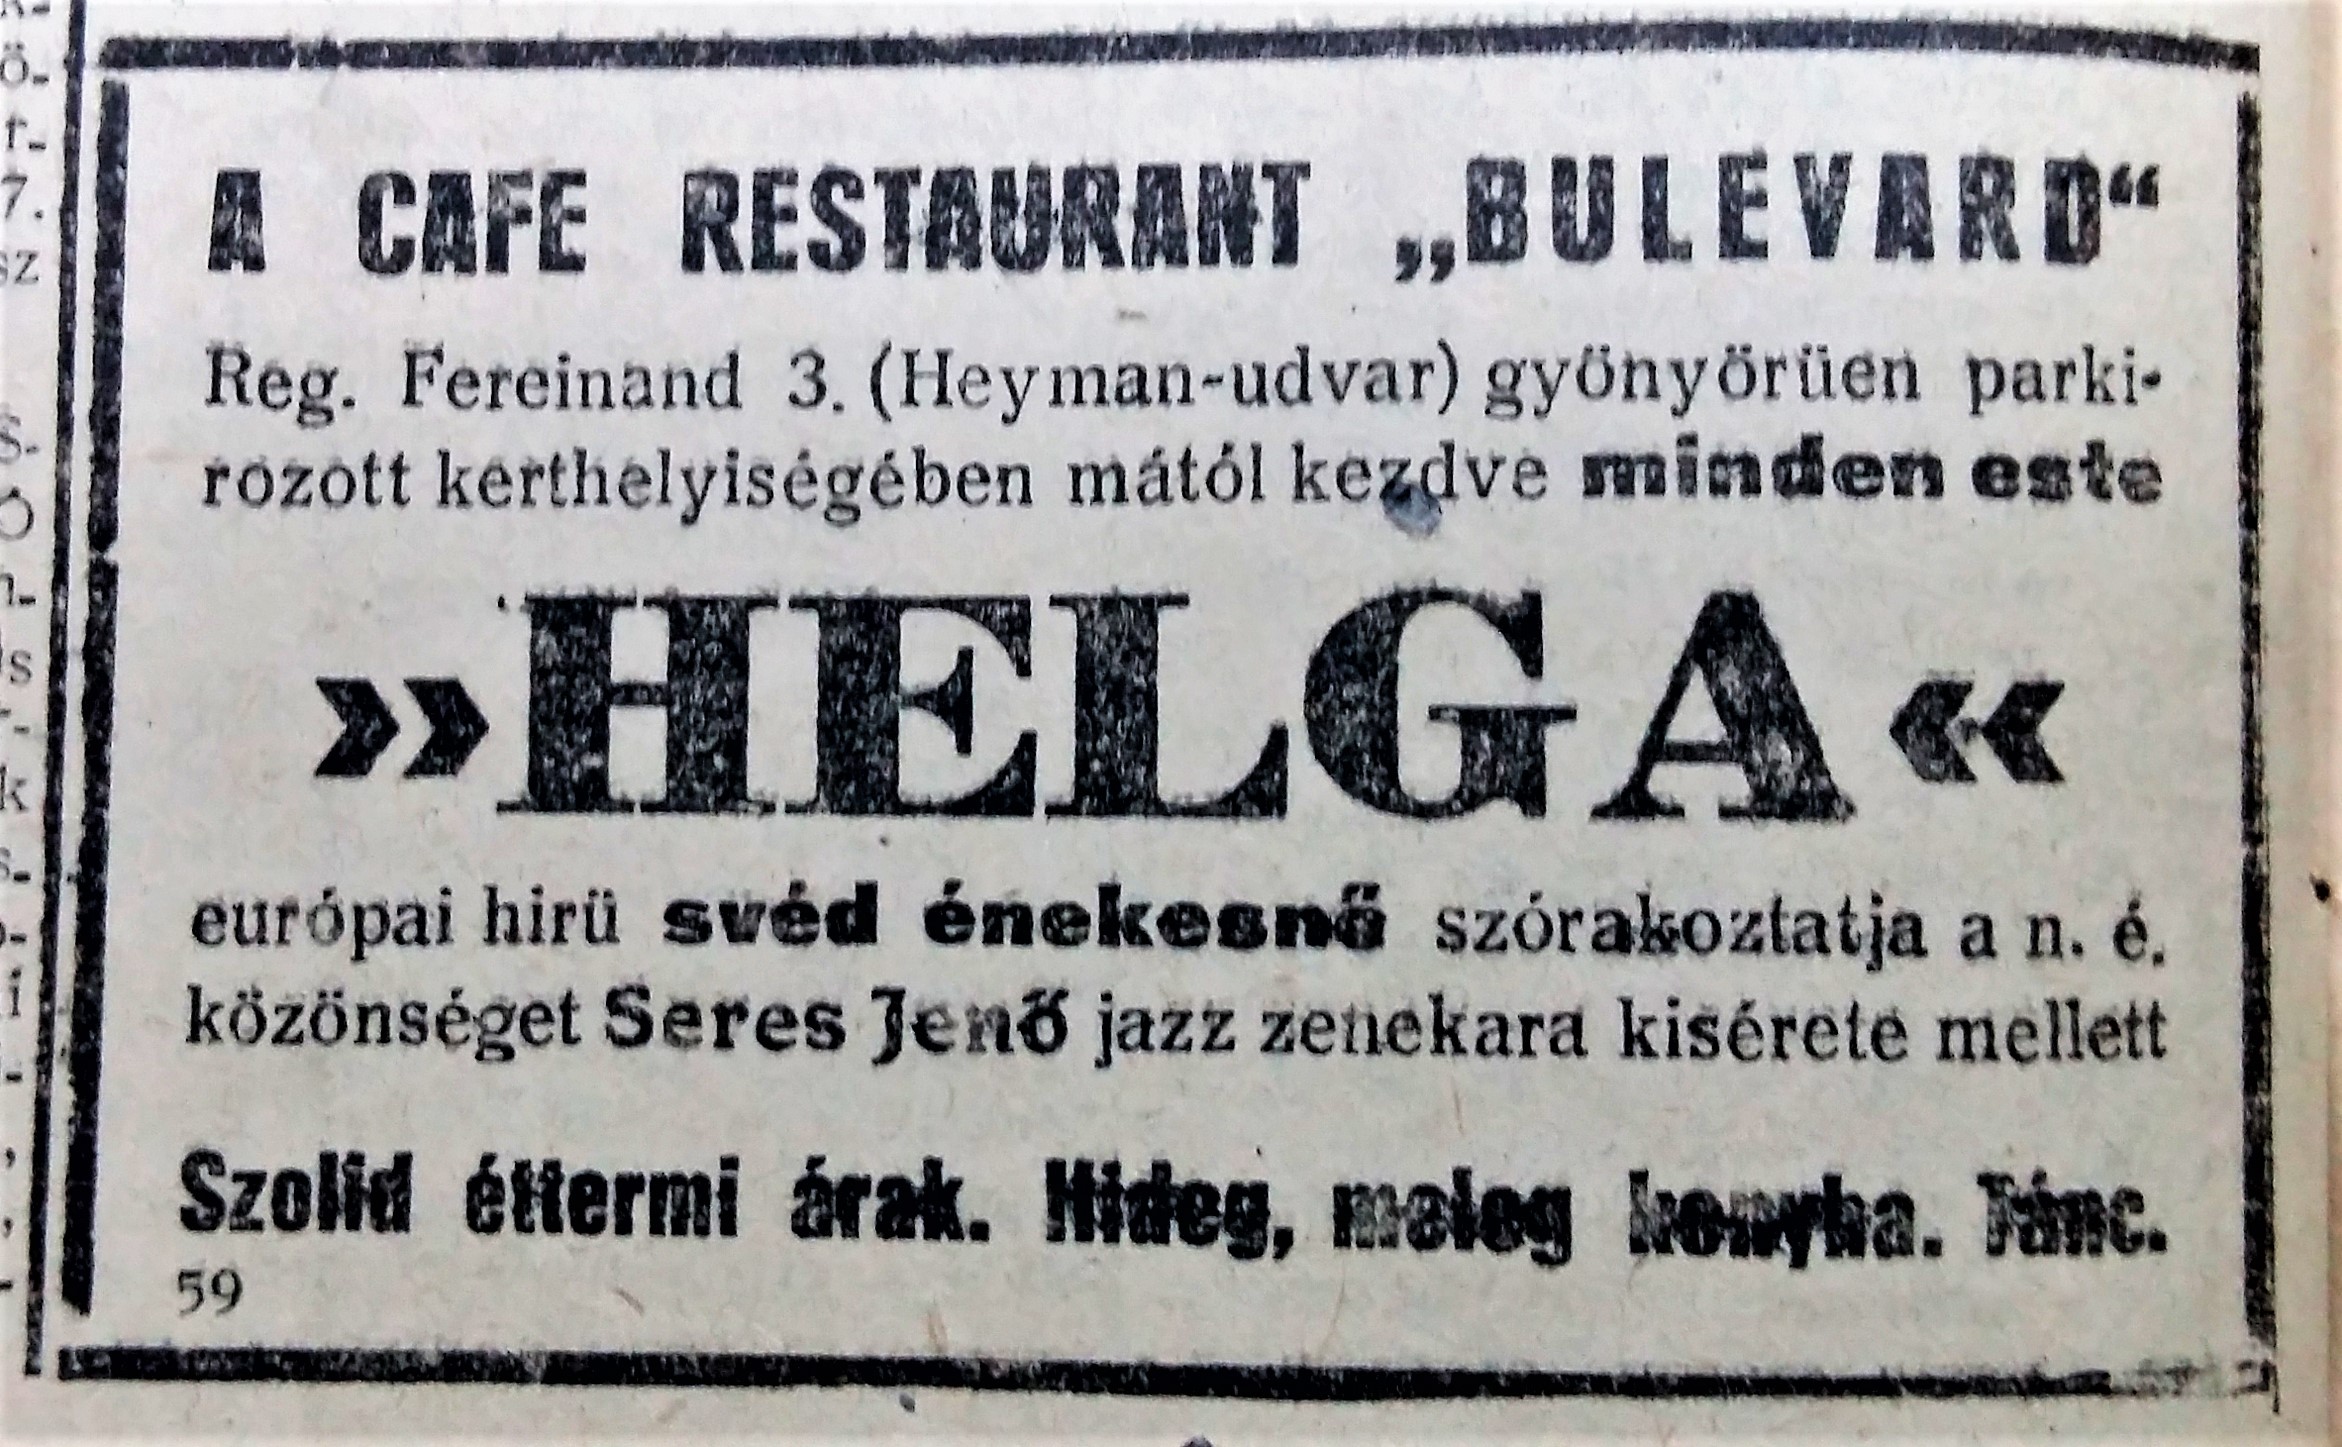 A CAFE RESTAURANT „BULEVARD“
Reg. Fereinand 3. (Heyman-udvar) gyönyörüen parki-
rozott kerthelyiségében mától kezdve minden este
»HELGA«
európai hirü svéd énekesnő szórakoztatja a n. é.
közönséget Seres Jenő jazz zenekara kisérete mellett
Szolid éttermi árak. Hideg, meleg konyha. Tánc.
59